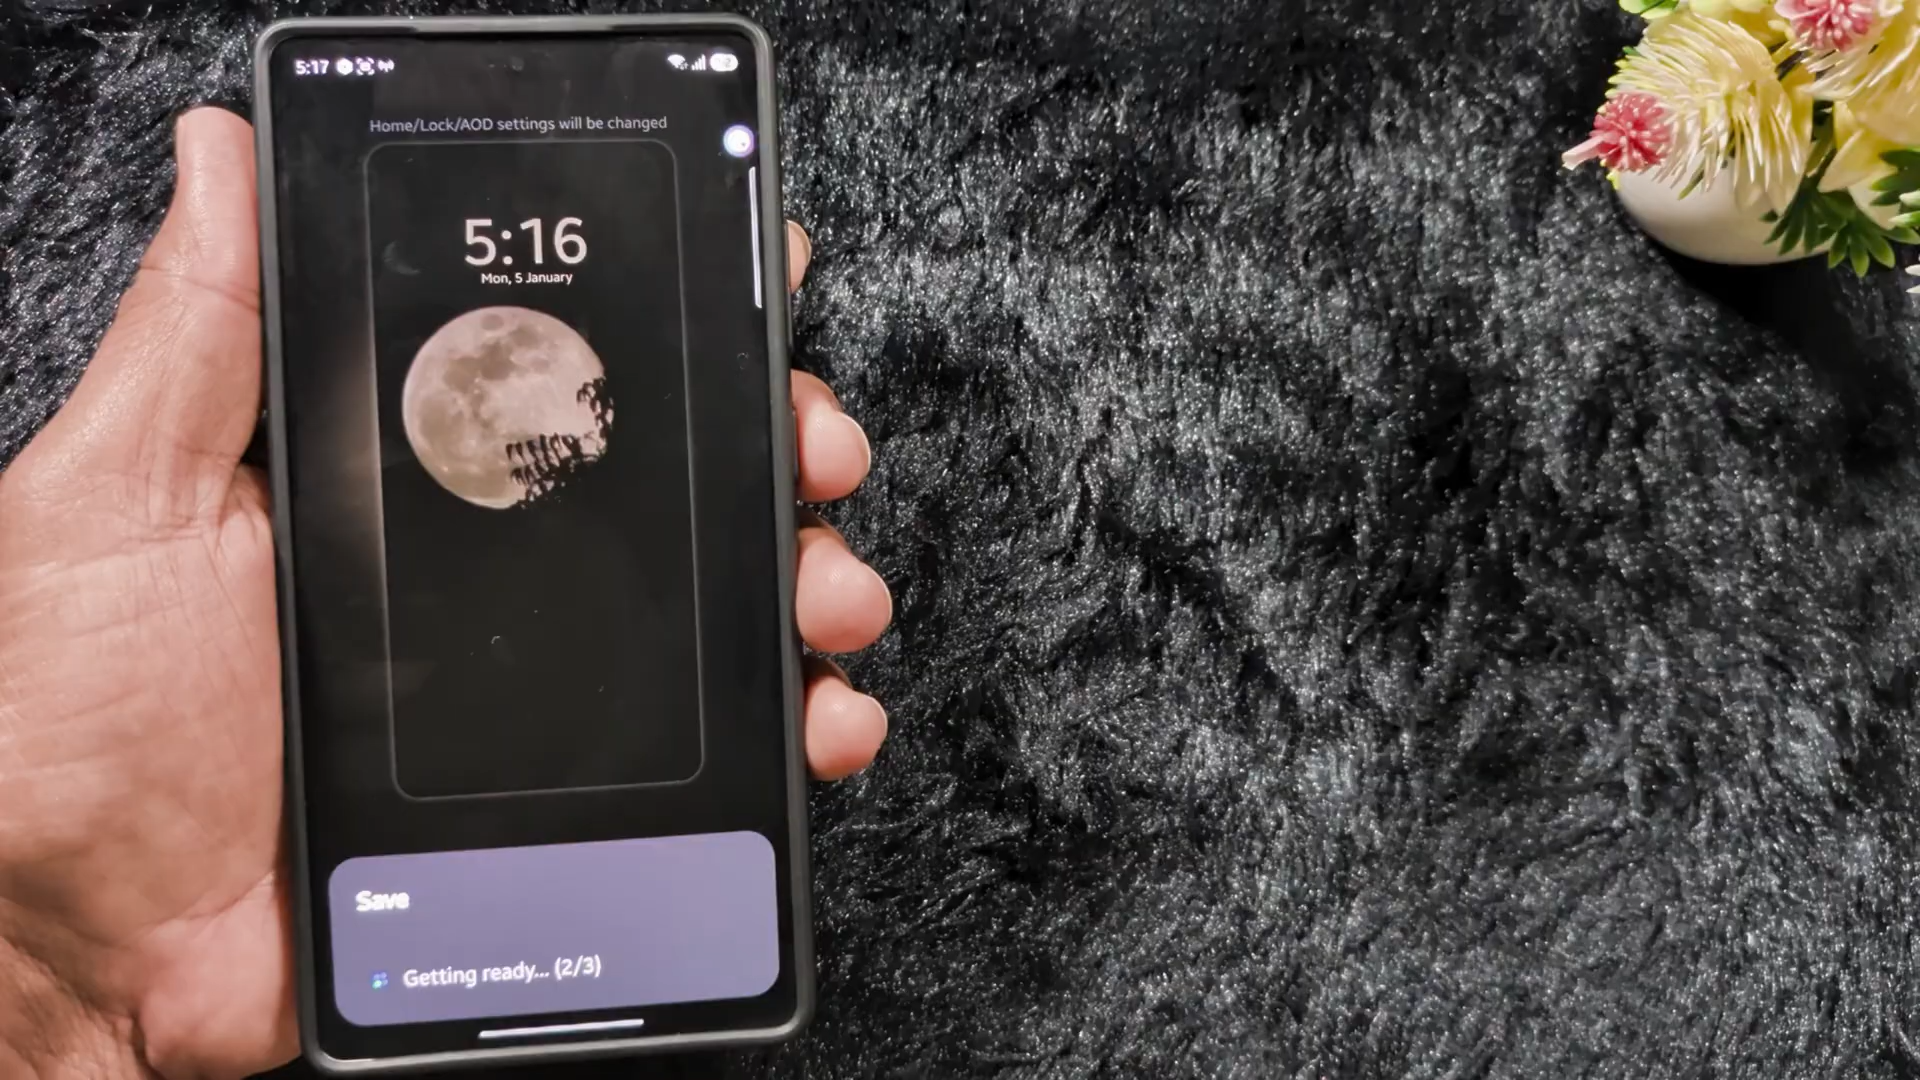 5:17
Home/Lock/AOD settings will be changed
5:16
Mon, 5 January
Save
Getting ready... (2/3)